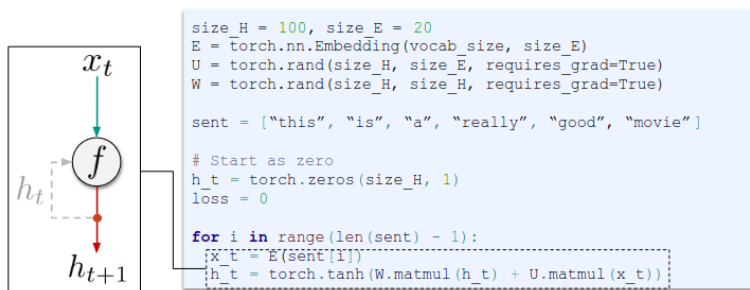 x_t
f
h_t
h_{t+1}
size_H = 100, size_E = 20
E = torch.nn.Embedding(vocab_size, size_E)
U = torch.rand(size_H, size_E, requires_grad=True)
W = torch.rand(size_H, size_H, requires_grad=True)
sent = [“this”, “is”, “a”, “really”, “good”, “movie”]
# Start as zero
h_t = torch.zeros(size_H, 1)
loss = 0
for i in range(len(sent) - 1):
x_t = E(sent[i])
h_t = torch.tanh(W.matmul(h_t) + U.matmul(x_t))